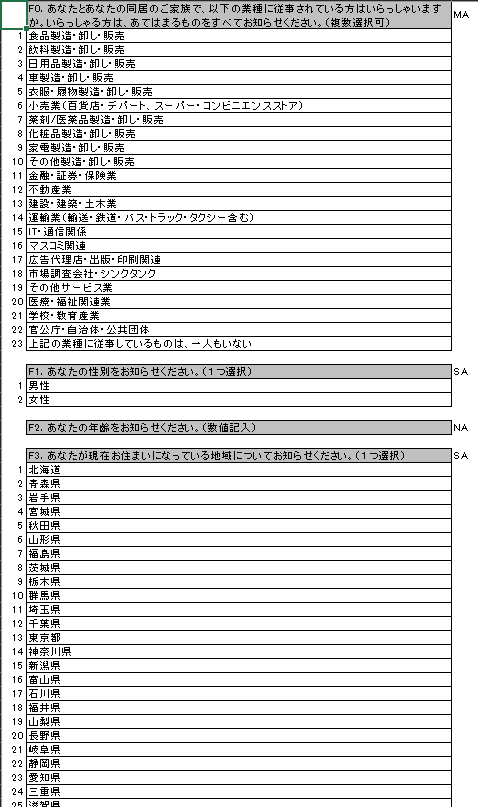 F0. あなたとあなたの同居のご家族で、以下の業種に従事されている方はいらっしゃいます
か。いらっしゃる方は、あてはまるものをすべてお知らせください。(複数選択可) MA
1 食品製造・卸し・販売
2 飲料製造・卸し・販売
3 日用品製造・卸し・販売
4 車製造・卸し・販売
5 衣服・履物製造・卸し・販売
6 小売業(百貨店・デパート、スーパー・コンビニエンスストア)
7 薬剤/医薬品製造・卸し・販売
8 化粧品製造・卸し・販売
9 家電製造・卸し・販売
10 その他製造・卸し・販売
11 金融・証券・保険業
12 不動産業
13 建設・建築・土木業
14 運輸業(輸送・鉄道・バス・トラック・タクシー含む)
15 IT・通信関係
16 マスコミ関連
17 広告代理店・出版・印刷関連
18 市場調査会社・シンクタンク
19 その他サービス業
20 医療・福祉関連業
21 学校・教育産業
22 官公庁・自治体・公共団体
23 上記の業種に従事しているものは、一人もいない
F1. あなたの性別をお知らせください。(1つ選択) SA
1 男性
2 女性
F2. あなたの年齢をお知らせください。(数値記入) NA
F3. あなたが現在お住まいになっている地域についてお知らせください。(1つ選択) SA
1 北海道
2 青森県
3 岩手県
4 宮城県
5 秋田県
6 山形県
7 福島県
8 茨城県
9 栃木県
10 群馬県
11 埼玉県
12 千葉県
13 東京都
14 神奈川県
15 新潟県
16 富山県
17 石川県
18 福井県
19 山梨県
20 長野県
21 岐阜県
22 静岡県
23 愛知県
24 三重県
25 滋賀県